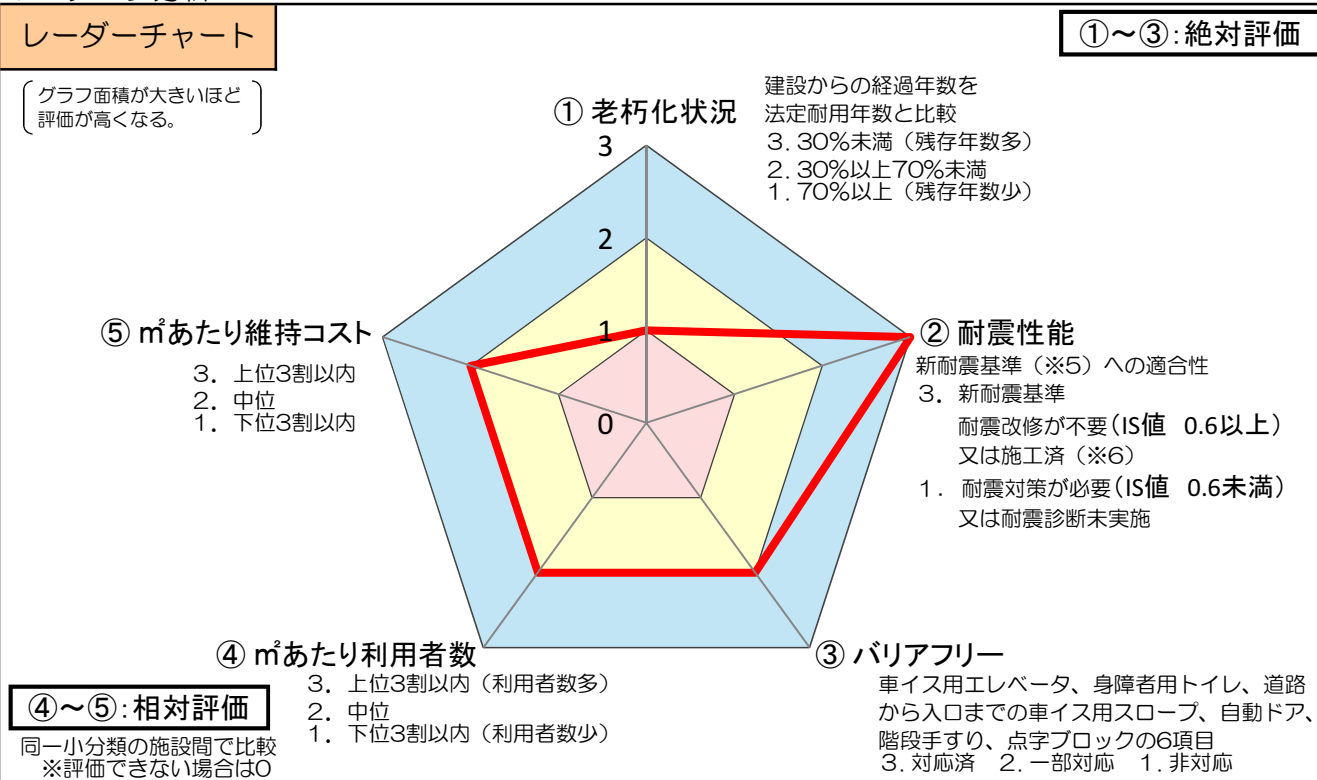 レーダーチャート
①～③:絶対評価
グラフ面積が大きいほど
評価が高くなる。
① 老朽化状況
建設からの経過年数を
法定耐用年数と比較
３．30％未満（残存年数多）
２．30％以上70％未満
１．70％以上（残存年数少）
3
2
1
0
② 耐震性能
新耐震基準（※５）への適合性
３．新耐震基準
耐震改修が不要(IS値 0.6以上)
又は施工済（※６）
１．耐震対策が必要(IS値 0.6未満)
又は耐震診断未実施
③ バリアフリー
車イス用エレベータ、身障者用トイレ、道路
から入口までの車イス用スロープ、自動ドア、
階段手すり、点字ブロックの6項目
３．対応済 ２．一部対応 １．非対応
④ ㎡あたり利用者数
３．上位3割以内（利用者数多）
２．中位
１．下位3割以内（利用者数少）
⑤ ㎡あたり維持コスト
３．上位3割以内
２．中位
１．下位3割以内
④～⑤:相対評価
同一小分類の施設間で比較
※評価できない場合は0